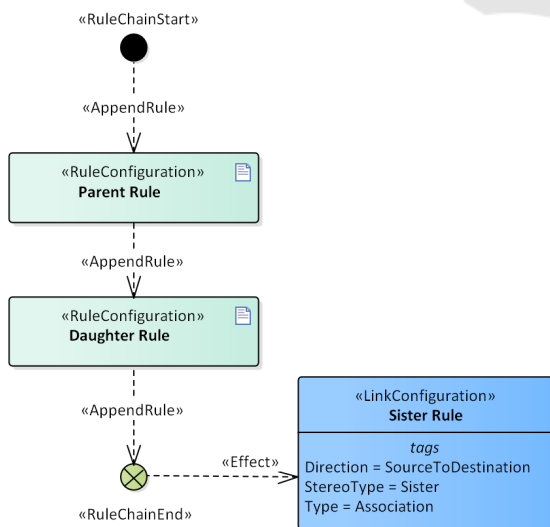 «RuleChainStart»
«AppendRule»
«RuleConfiguration»
Parent Rule
«AppendRule»
«RuleConfiguration»
Daughter Rule
«AppendRule»
«RuleChainEnd»
«Effect»
«LinkConfiguration»
Sister Rule
tags
Direction = SourceToDestination
StereoType = Sister
Type = Association